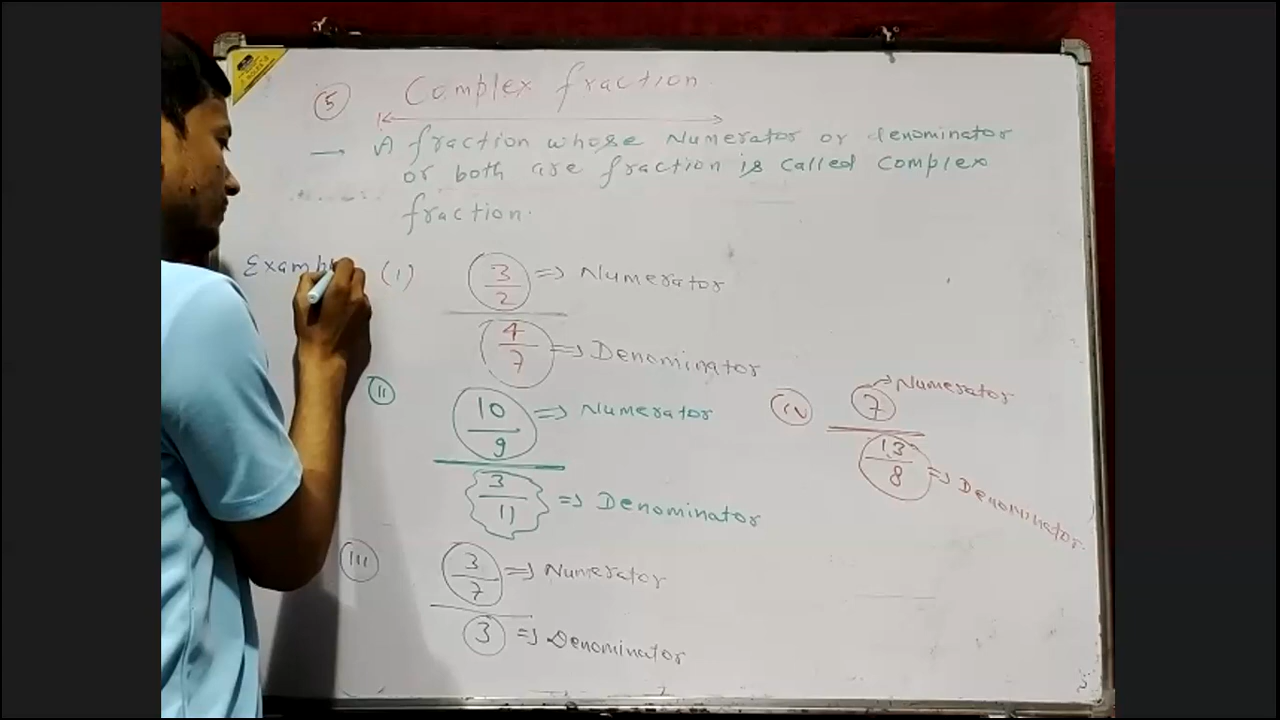 5 Complex fraction
→ A fraction whose Numerator or denominator
or both are fraction is called Complex
fraction.
(1) 3/2 => Numerator
4/7 => Denominator
(ii) 10/9 => Numerator
3/11 => Denominator
(iii) 3/7 => Numerator
3 => Denominator
(iv) 7 → Numerator
13/8 => Denominator